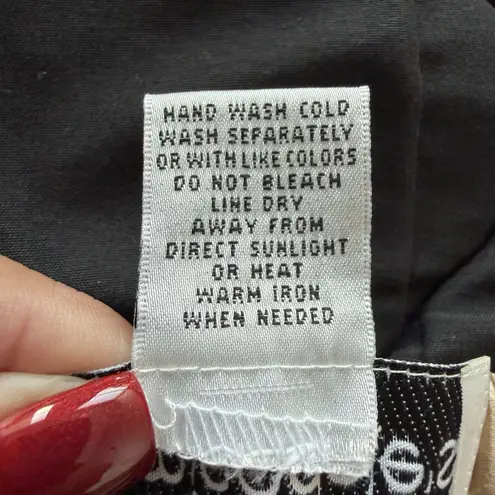 HAND WASH COLD
WASH SEPARATELY
OR WITH LIKE COLORS
DO NOT BLEACH
LINE DRY
AWAY FROM
DIRECT SUNLIGHT
OR HEAT
WARM IRON
WHEN NEEDED